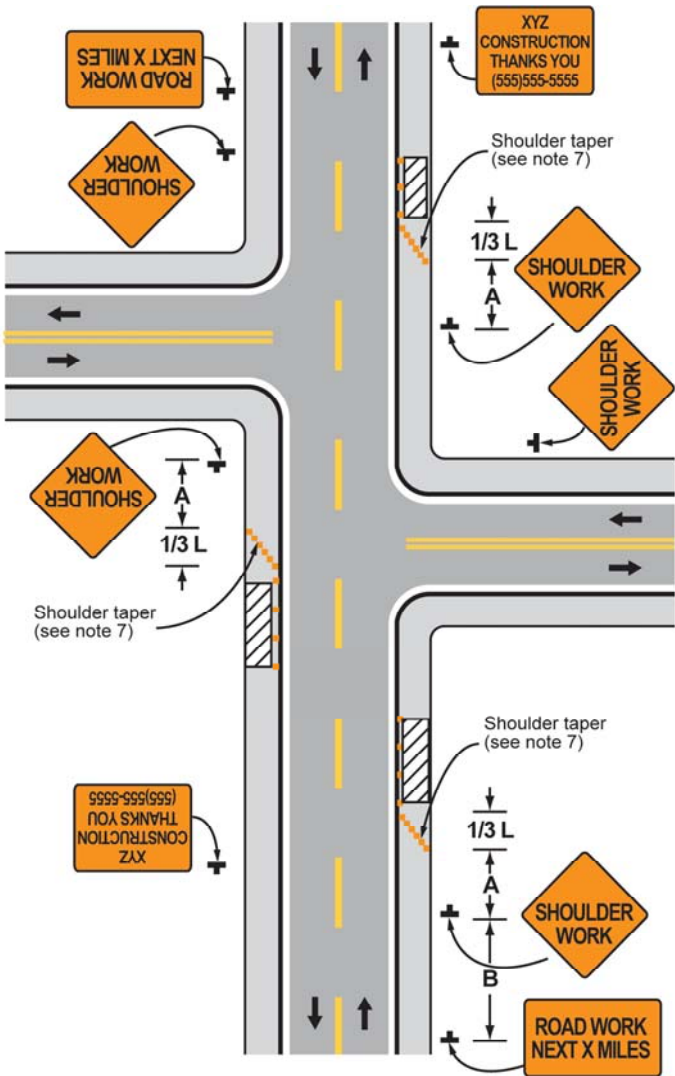 ROAD WORK
NEXT X MILES
XYZ
CONSTRUCTION
THANKS YOU
(555)555-5555
SHOULDER
WORK
Shoulder taper
(see note 7)
1/3 L
A
SHOULDER
WORK
SHOULDER
WORK
SHOULDER
WORK
A
1/3 L
Shoulder taper
(see note 7)
Shoulder taper
(see note 7)
XYZ
CONSTRUCTION
THANKS YOU
(555)555-5555
1/3 L
A
SHOULDER
WORK
B
ROAD WORK
NEXT X MILES